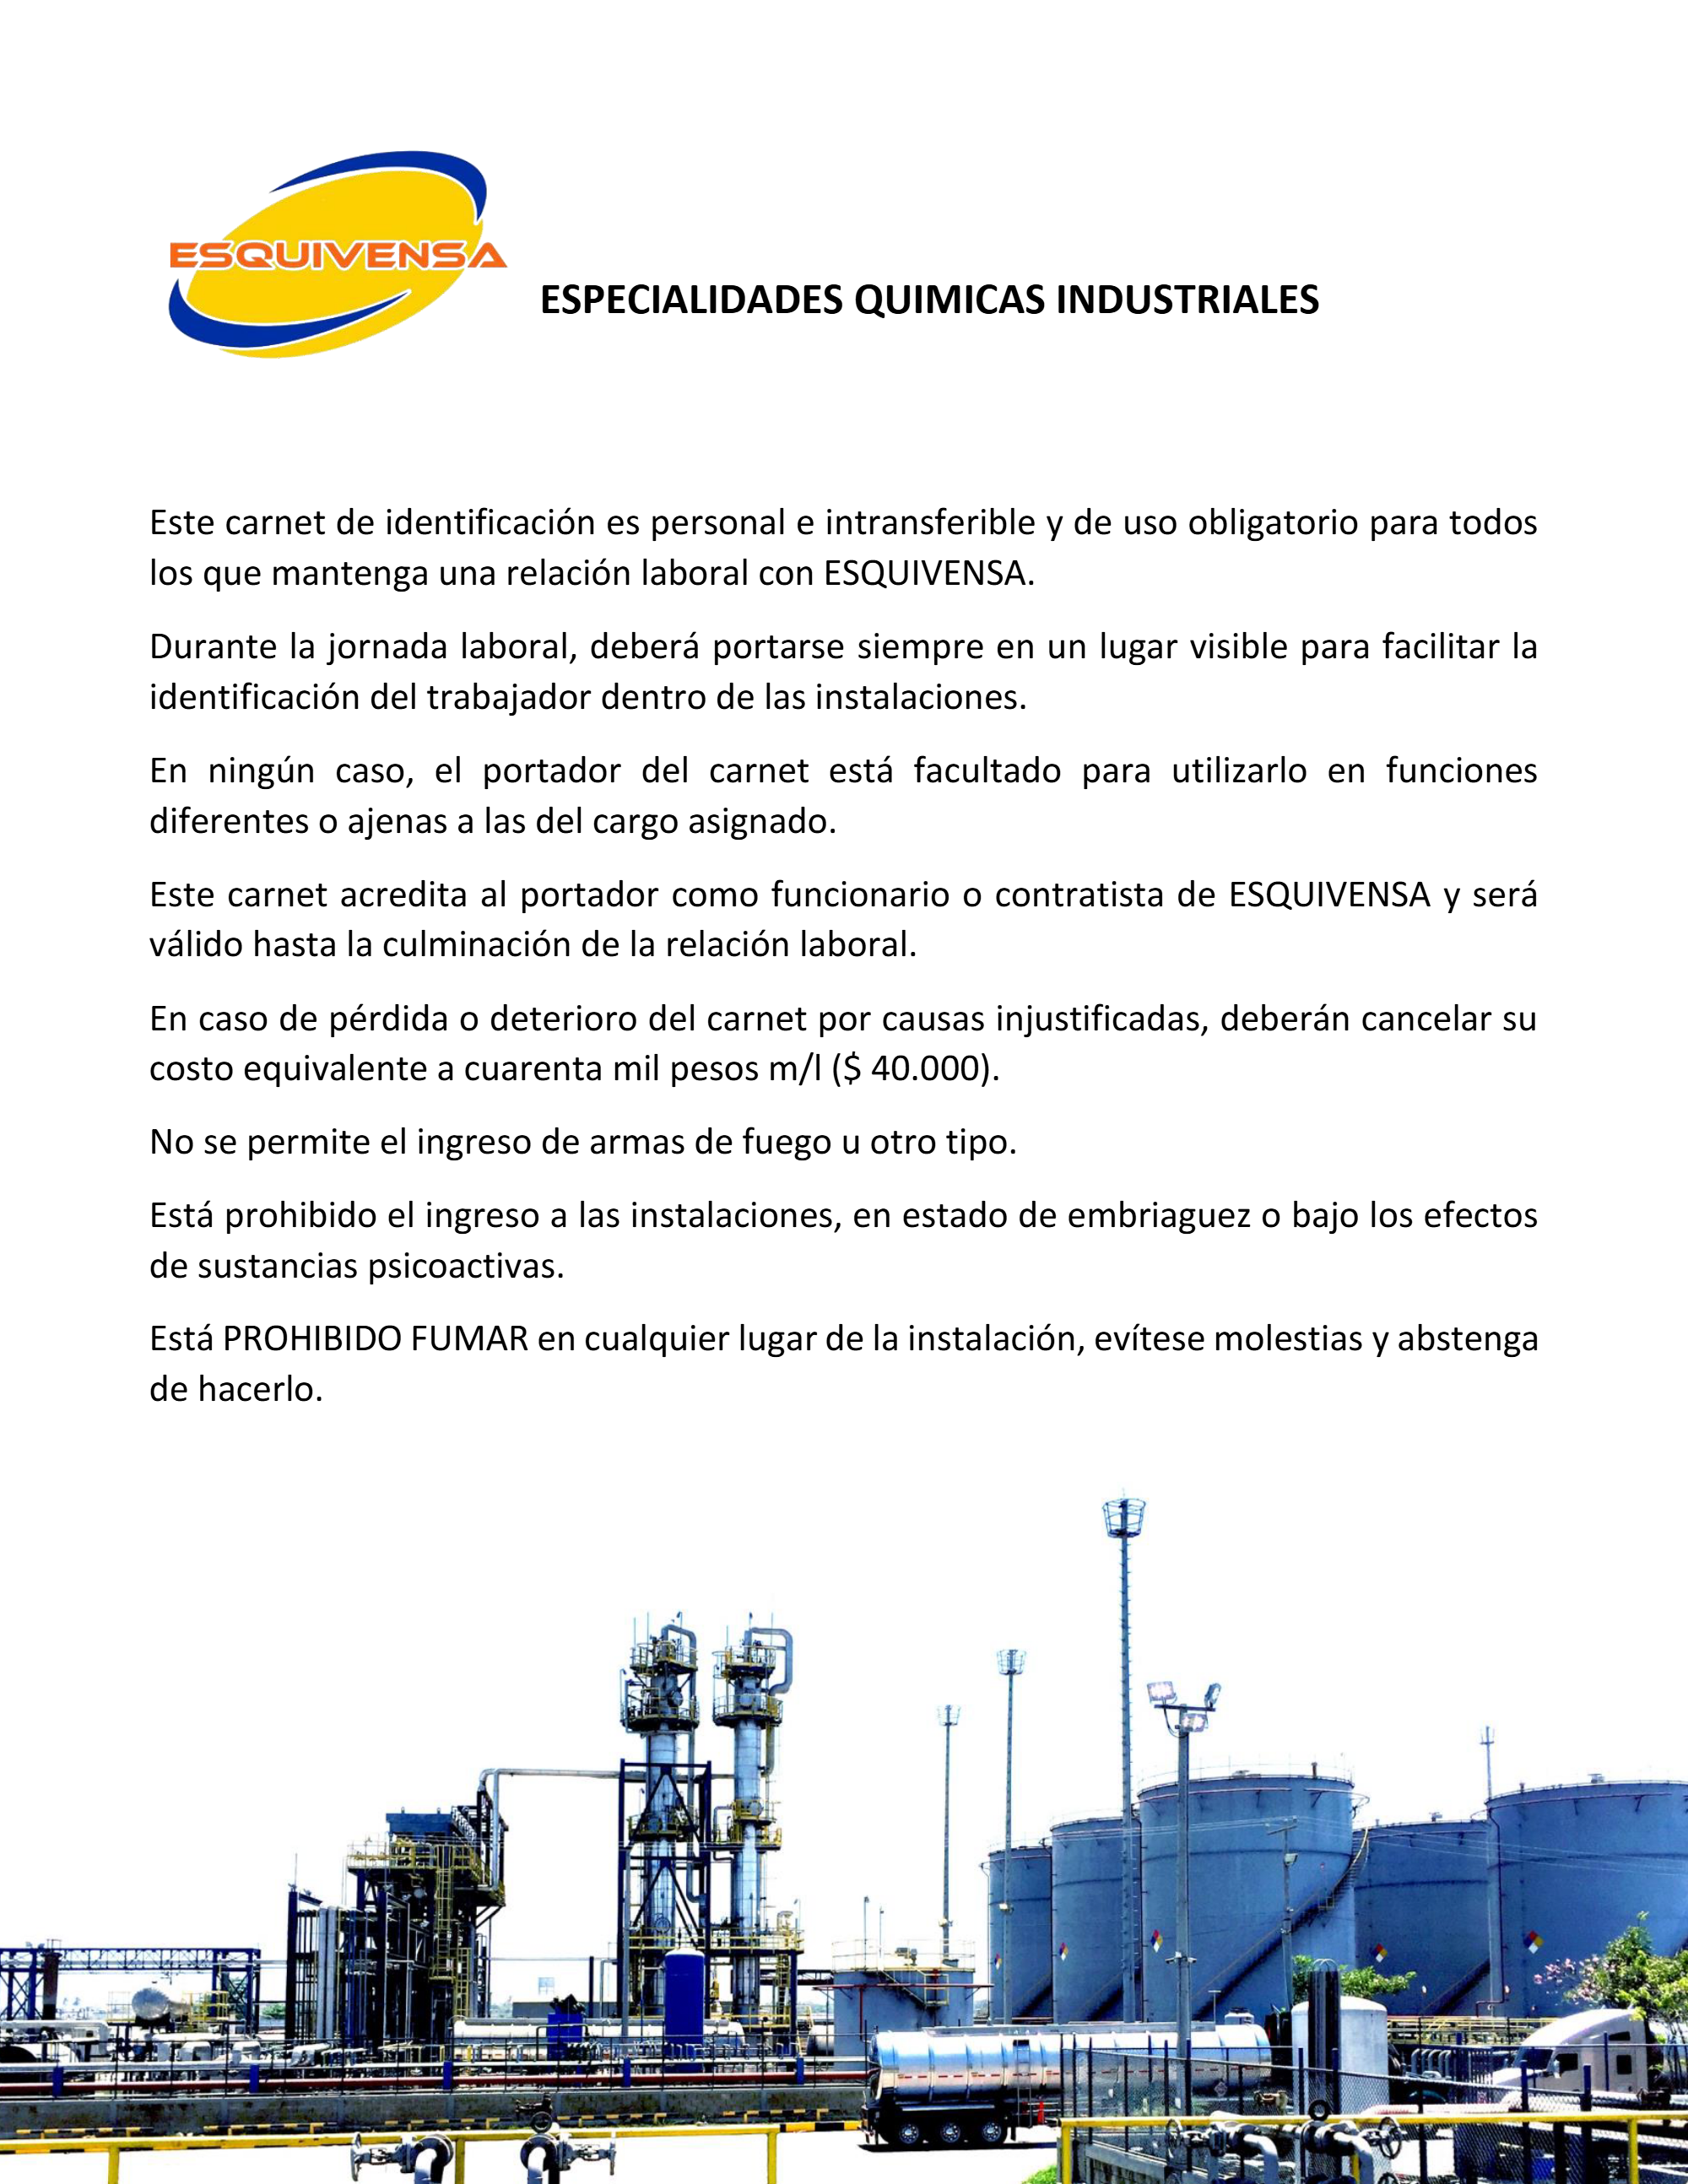 ESQUIVENSA
ESPECIALIDADES QUIMICAS INDUSTRIALES
Este carnet de identificación es personal e intransferible y de uso obligatorio para todos
los que mantenga una relación laboral con ESQUIVENSA.
Durante la jornada laboral, deberá portarse siempre en un lugar visible para facilitar la
identificación del trabajador dentro de las instalaciones.
En ningún caso, el portador del carnet está facultado para utilizarlo en funciones
diferentes o ajenas a las del cargo asignado.
Este carnet acredita al portador como funcionario o contratista de ESQUIVENSA y será
válido hasta la culminación de la relación laboral.
En caso de pérdida o deterioro del carnet por causas injustificadas, deberán cancelar su
costo equivalente a cuarenta mil pesos m/l ($ 40.000).
No se permite el ingreso de armas de fuego u otro tipo.
Está prohibido el ingreso a las instalaciones, en estado de embriaguez o bajo los efectos
de sustancias psicoactivas.
Está PROHIBIDO FUMAR en cualquier lugar de la instalación, evítese molestias y abstenga
de hacerlo.